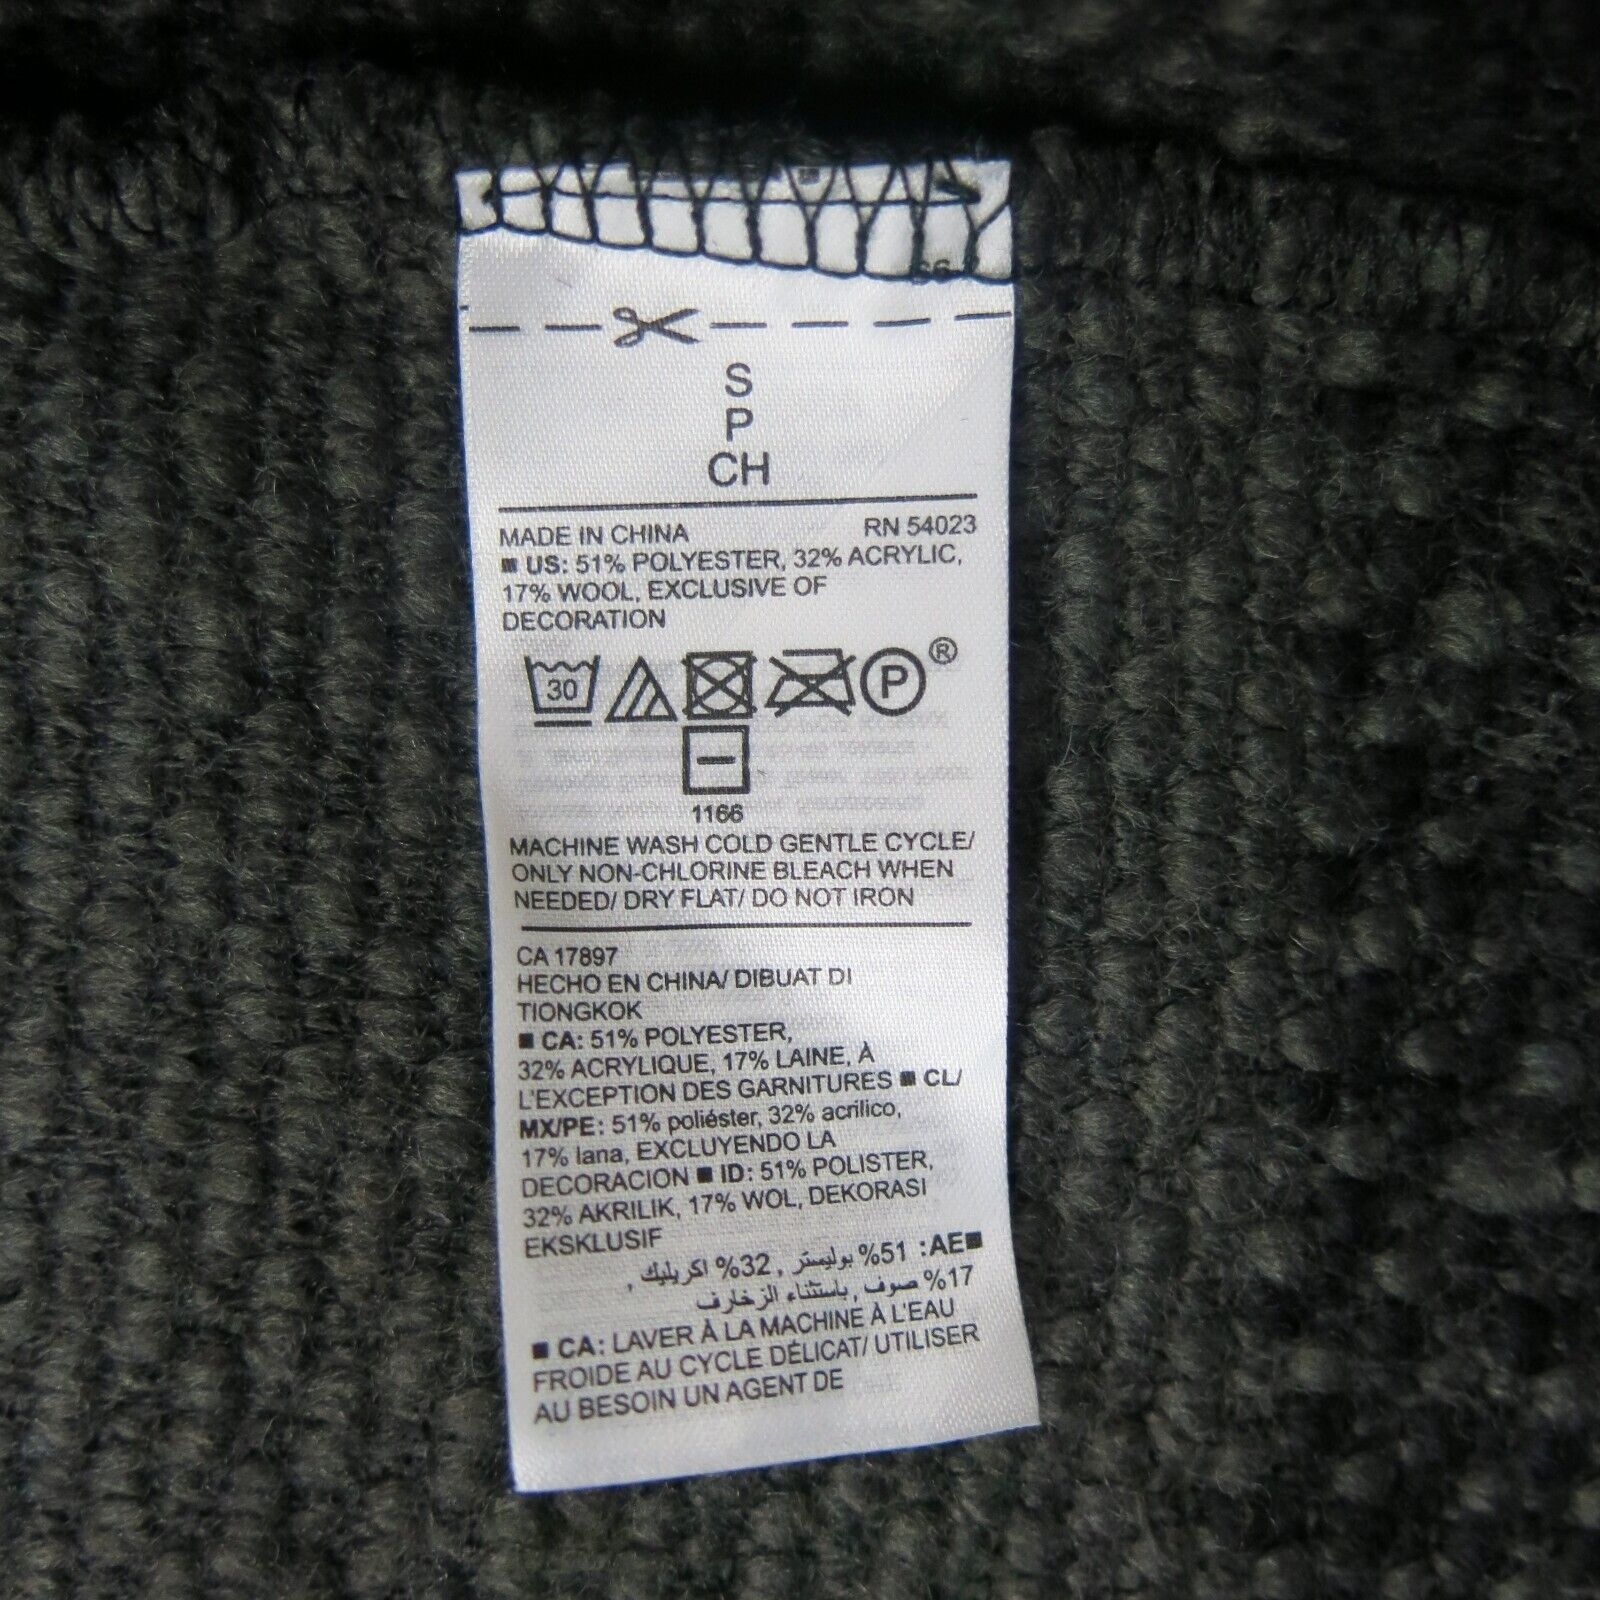 S
P
CH
MADE IN CHINA RN 54023
■ US: 51% POLYESTER, 32% ACRYLIC,
17% WOOL, EXCLUSIVE OF
DECORATION
30 P ®
1166
MACHINE WASH COLD GENTLE CYCLE/
ONLY NON-CHLORINE BLEACH WHEN
NEEDED/ DRY FLAT/ DO NOT IRON
CA 17897
HECHO EN CHINA/ DIBUAT DI
TIONGKOK
■ CA: 51% POLYESTER,
32% ACRYLIQUE, 17% LAINE, À
L'EXCEPTION DES GARNITURES ■ CL/
MX/PE: 51% poliéster, 32% acrílico,
17% lana, EXCLUYENDO LA
DECORACION ■ ID: 51% POLISTER,
32% AKRILIK, 17% WOL, DEKORASI
EKSKLUSIF
■AE: 51% بوليستر , 32% اكريليك ,
17% صوف , باستثناء الزخارف
■ CA: LAVER À LA MACHINE À L'EAU
FROIDE AU CYCLE DÉLICAT/ UTILISER
AU BESOIN UN AGENT DE